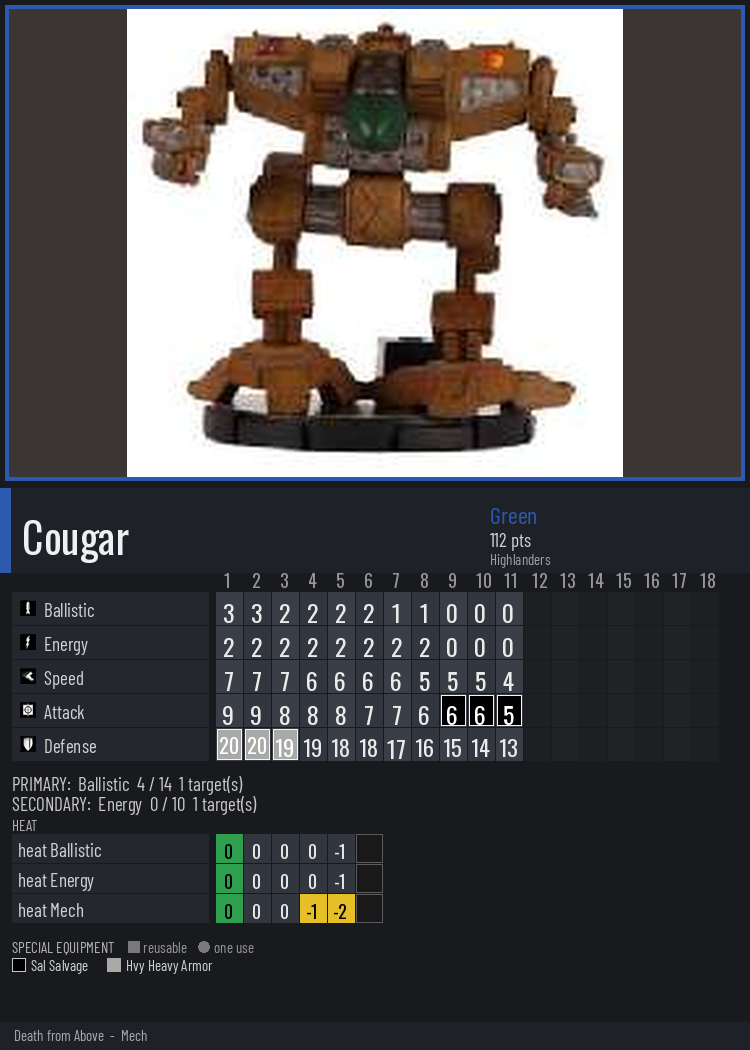 Cougar
Green
112 pts
Highlanders
1 2 3 4 5 6 7 8 9 10 11 12 13 14 15 16 17 18
Ballistic 3 3 2 2 2 2 1 1 0 0 0
Energy 2 2 2 2 2 2 2 2 0 0 0
Speed 7 7 7 6 6 6 6 5 5 5 4
Attack 9 9 8 8 8 7 7 6 6 6 5
Defense 20 20 19 19 18 18 17 16 15 14 13
PRIMARY: Ballistic 4 / 14 1 target(s)
SECONDARY: Energy 0 / 10 1 target(s)
HEAT
heat Ballistic 0 0 0 0 -1
heat Energy 0 0 0 0 -1
heat Mech 0 0 0 -1 -2
SPECIAL EQUIPMENT reusable one use
Sal Salvage Hvy Heavy Armor
Death from Above - Mech